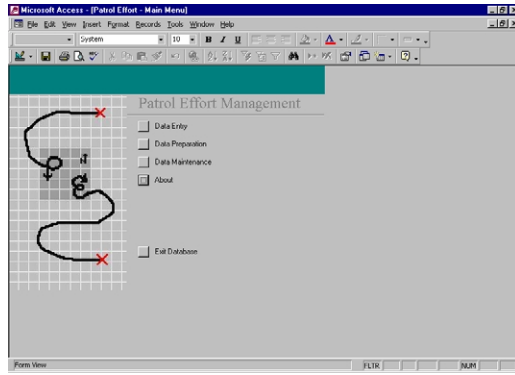 Microsoft Access - [Patrol Effort - Main Menu]
File Edit View Insert Format Records Tools Window Help
System 10 B I U
Patrol Effort Management
Data Entry
Data Preparation
Data Maintenance
About
Exit Database
Form View FLTR NUM